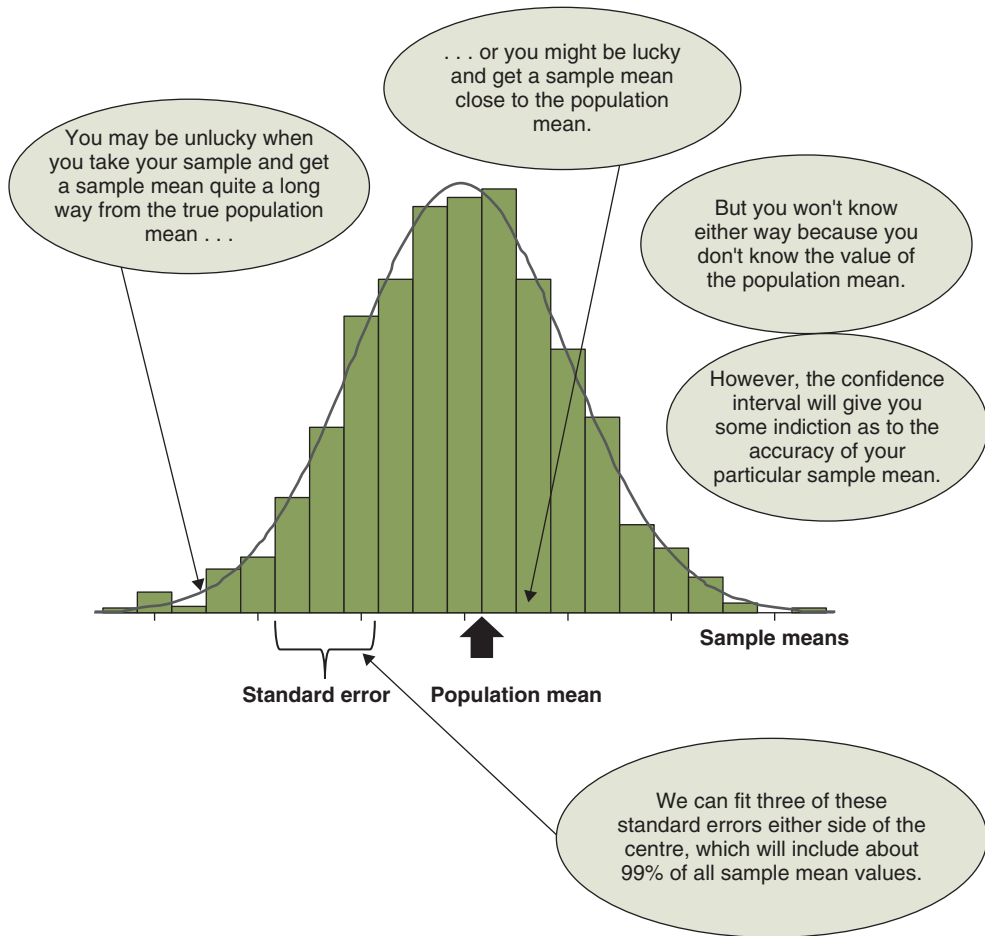 You may be unlucky when
you take your sample and get
a sample mean quite a long
way from the true population
mean . . .
. . . or you might be lucky
and get a sample mean
close to the population
mean.
But you won't know
either way because you
don't know the value of
the population mean.
However, the confidence
interval will give you
some indiction as to the
accuracy of your
particular sample mean.
Sample means
Standard error
Population mean
We can fit three of these
standard errors either side of the
centre, which will include about
99% of all sample mean values.